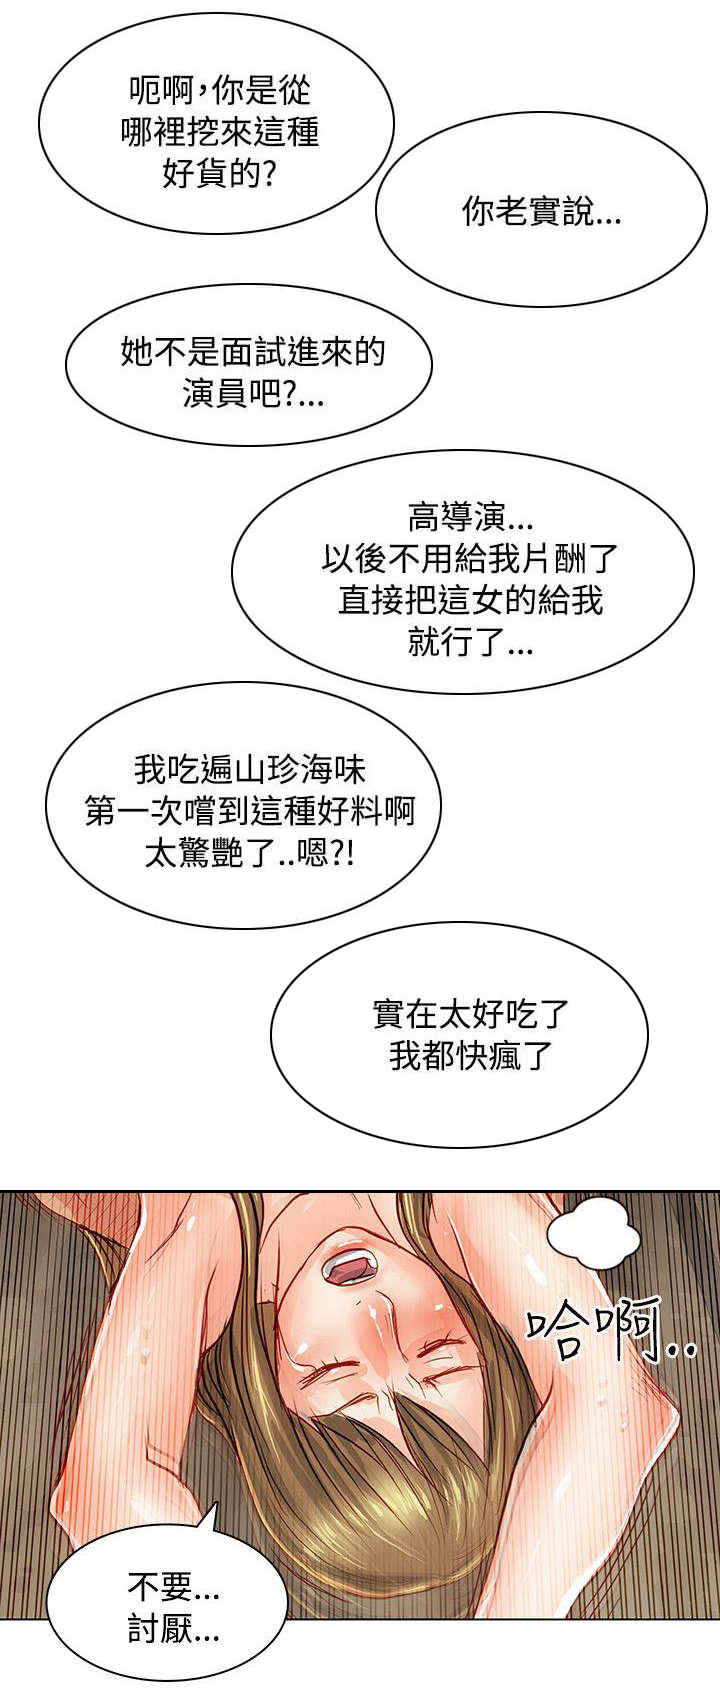 呃啊，你是從
哪裡挖來這種
好貨的?
你老實說...
她不是面試進來的
演員吧?...
高導演...
以後不用給我片酬了
直接把這女的給我
就行了...
我吃遍山珍海味
第一次嚐到這種好料啊
太驚艷了..嗯?!
實在太好吃了
我都快瘋了
哈啊..
不要...
討厭...